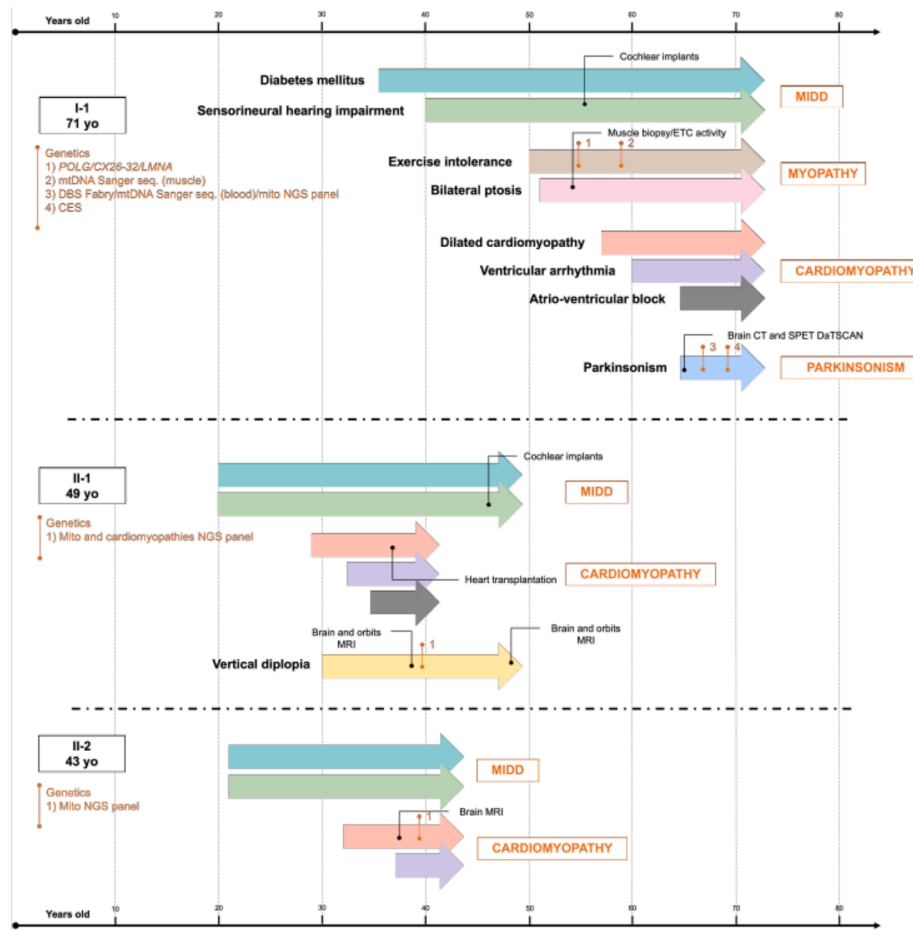 Years old
10
20
30
40
50
60
70
80
Cochlear implants
Diabetes mellitus
MIDD
Sensorineural hearing impairment
I-1
71 yo
Muscle biopsy/ETC activity
1
2
Genetics
1) POLG/CX26-32/LMNA
2) mtDNA Sanger seq. (muscle)
3) DBS Fabry/mtDNA Sanger seq. (blood)/mito NGS panel
4) CES
Exercise intolerance
MYOPATHY
Bilateral ptosis
Dilated cardiomyopathy
Ventricular arrhythmia
CARDIOMYOPATHY
Atrio-ventricular block
Brain CT and SPET DaTSCAN
3
4
Parkinsonism
PARKINSONISM
Cochlear implants
II-1
49 yo
MIDD
Genetics
1) Mito and cardiomyopathies NGS panel
CARDIOMYOPATHY
Heart transplantation
Brain and orbits
MRI
1
Brain and orbits
MRI
Vertical diplopia
II-2
43 yo
MIDD
Genetics
1) Mito NGS panel
Brain MRI
1
CARDIOMYOPATHY
Years old
10
20
30
40
50
60
70
80